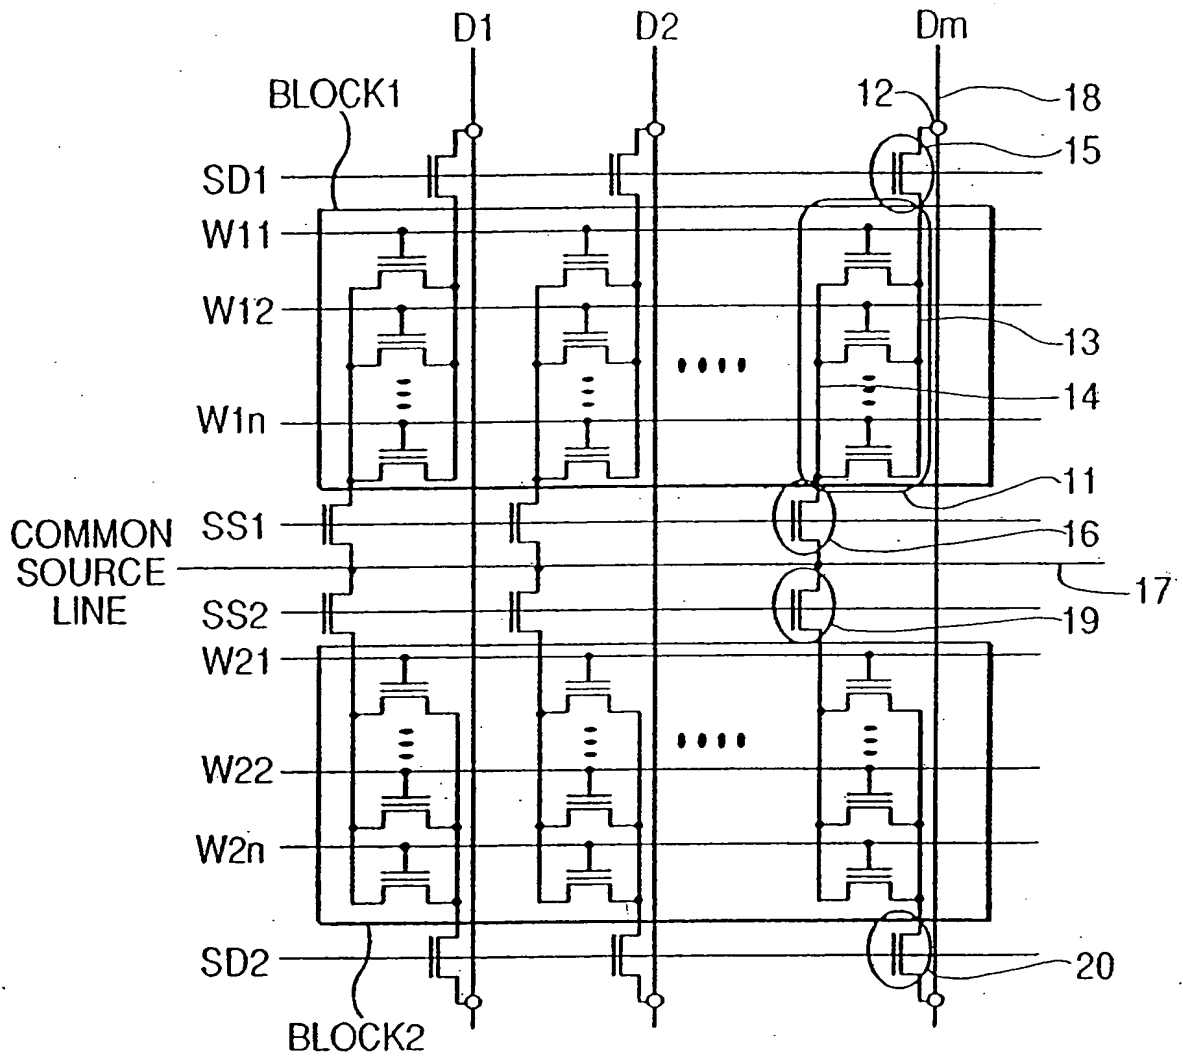 D1
D2
Dm
BLOCK1
12
18
15
SD1
W11
W12
13
14
W1n
11
SS1
16
COMMON
SOURCE
LINE
17
SS2
19
W21
W22
W2n
SD2
20
BLOCK2